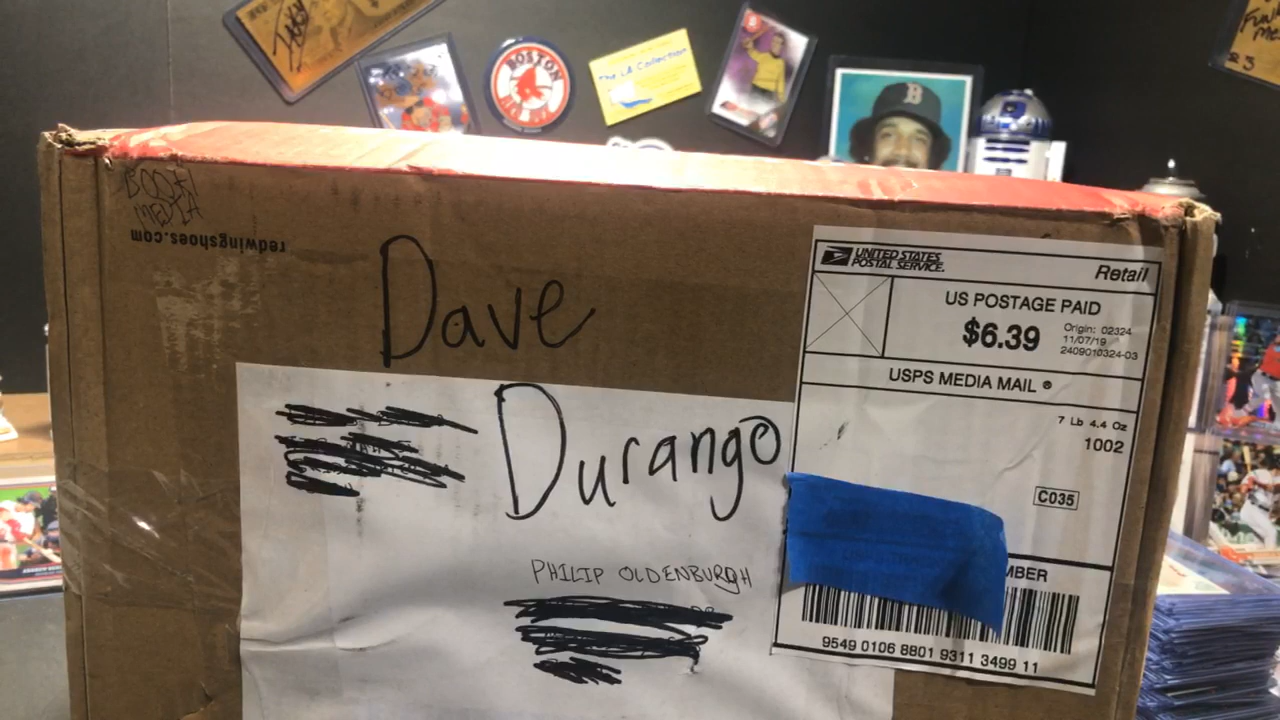 BOSTON
The LB Collection
B
BOOK/
MEDIA
redwingshoes.com
Dave
Durango
PHILIP OLDENBURGH
UNITED STATES
POSTAL SERVICE.
Retail
US POSTAGE PAID
$6.39
Origin: 02324
11/07/19
2409010324-03
USPS MEDIA MAIL ®
7 Lb 4.4 Oz
1002
C035
MBER
9549 0106 8801 9311 3499 11